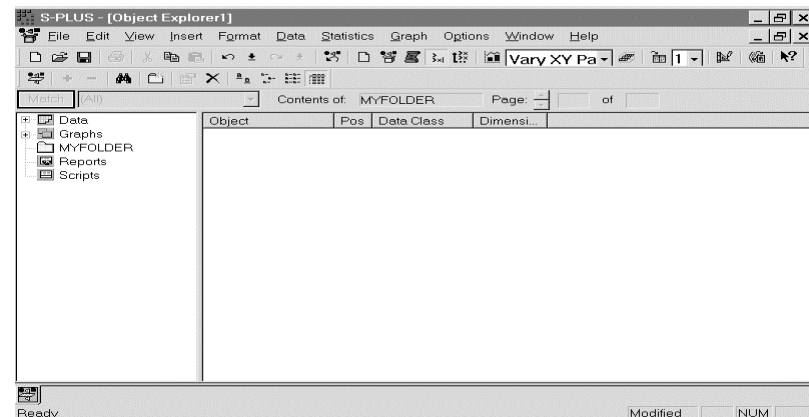 S-PLUS - [Object Explorer1]
File Edit View Insert Format Data Statistics Graph Options Window Help
Vary XY Pa 1
Match (All) Contents of: MYFOLDER Page: of
Data
Graphs
MYFOLDER
Reports
Scripts
Object Pos Data Class Dimensi...
Ready Modified NUM